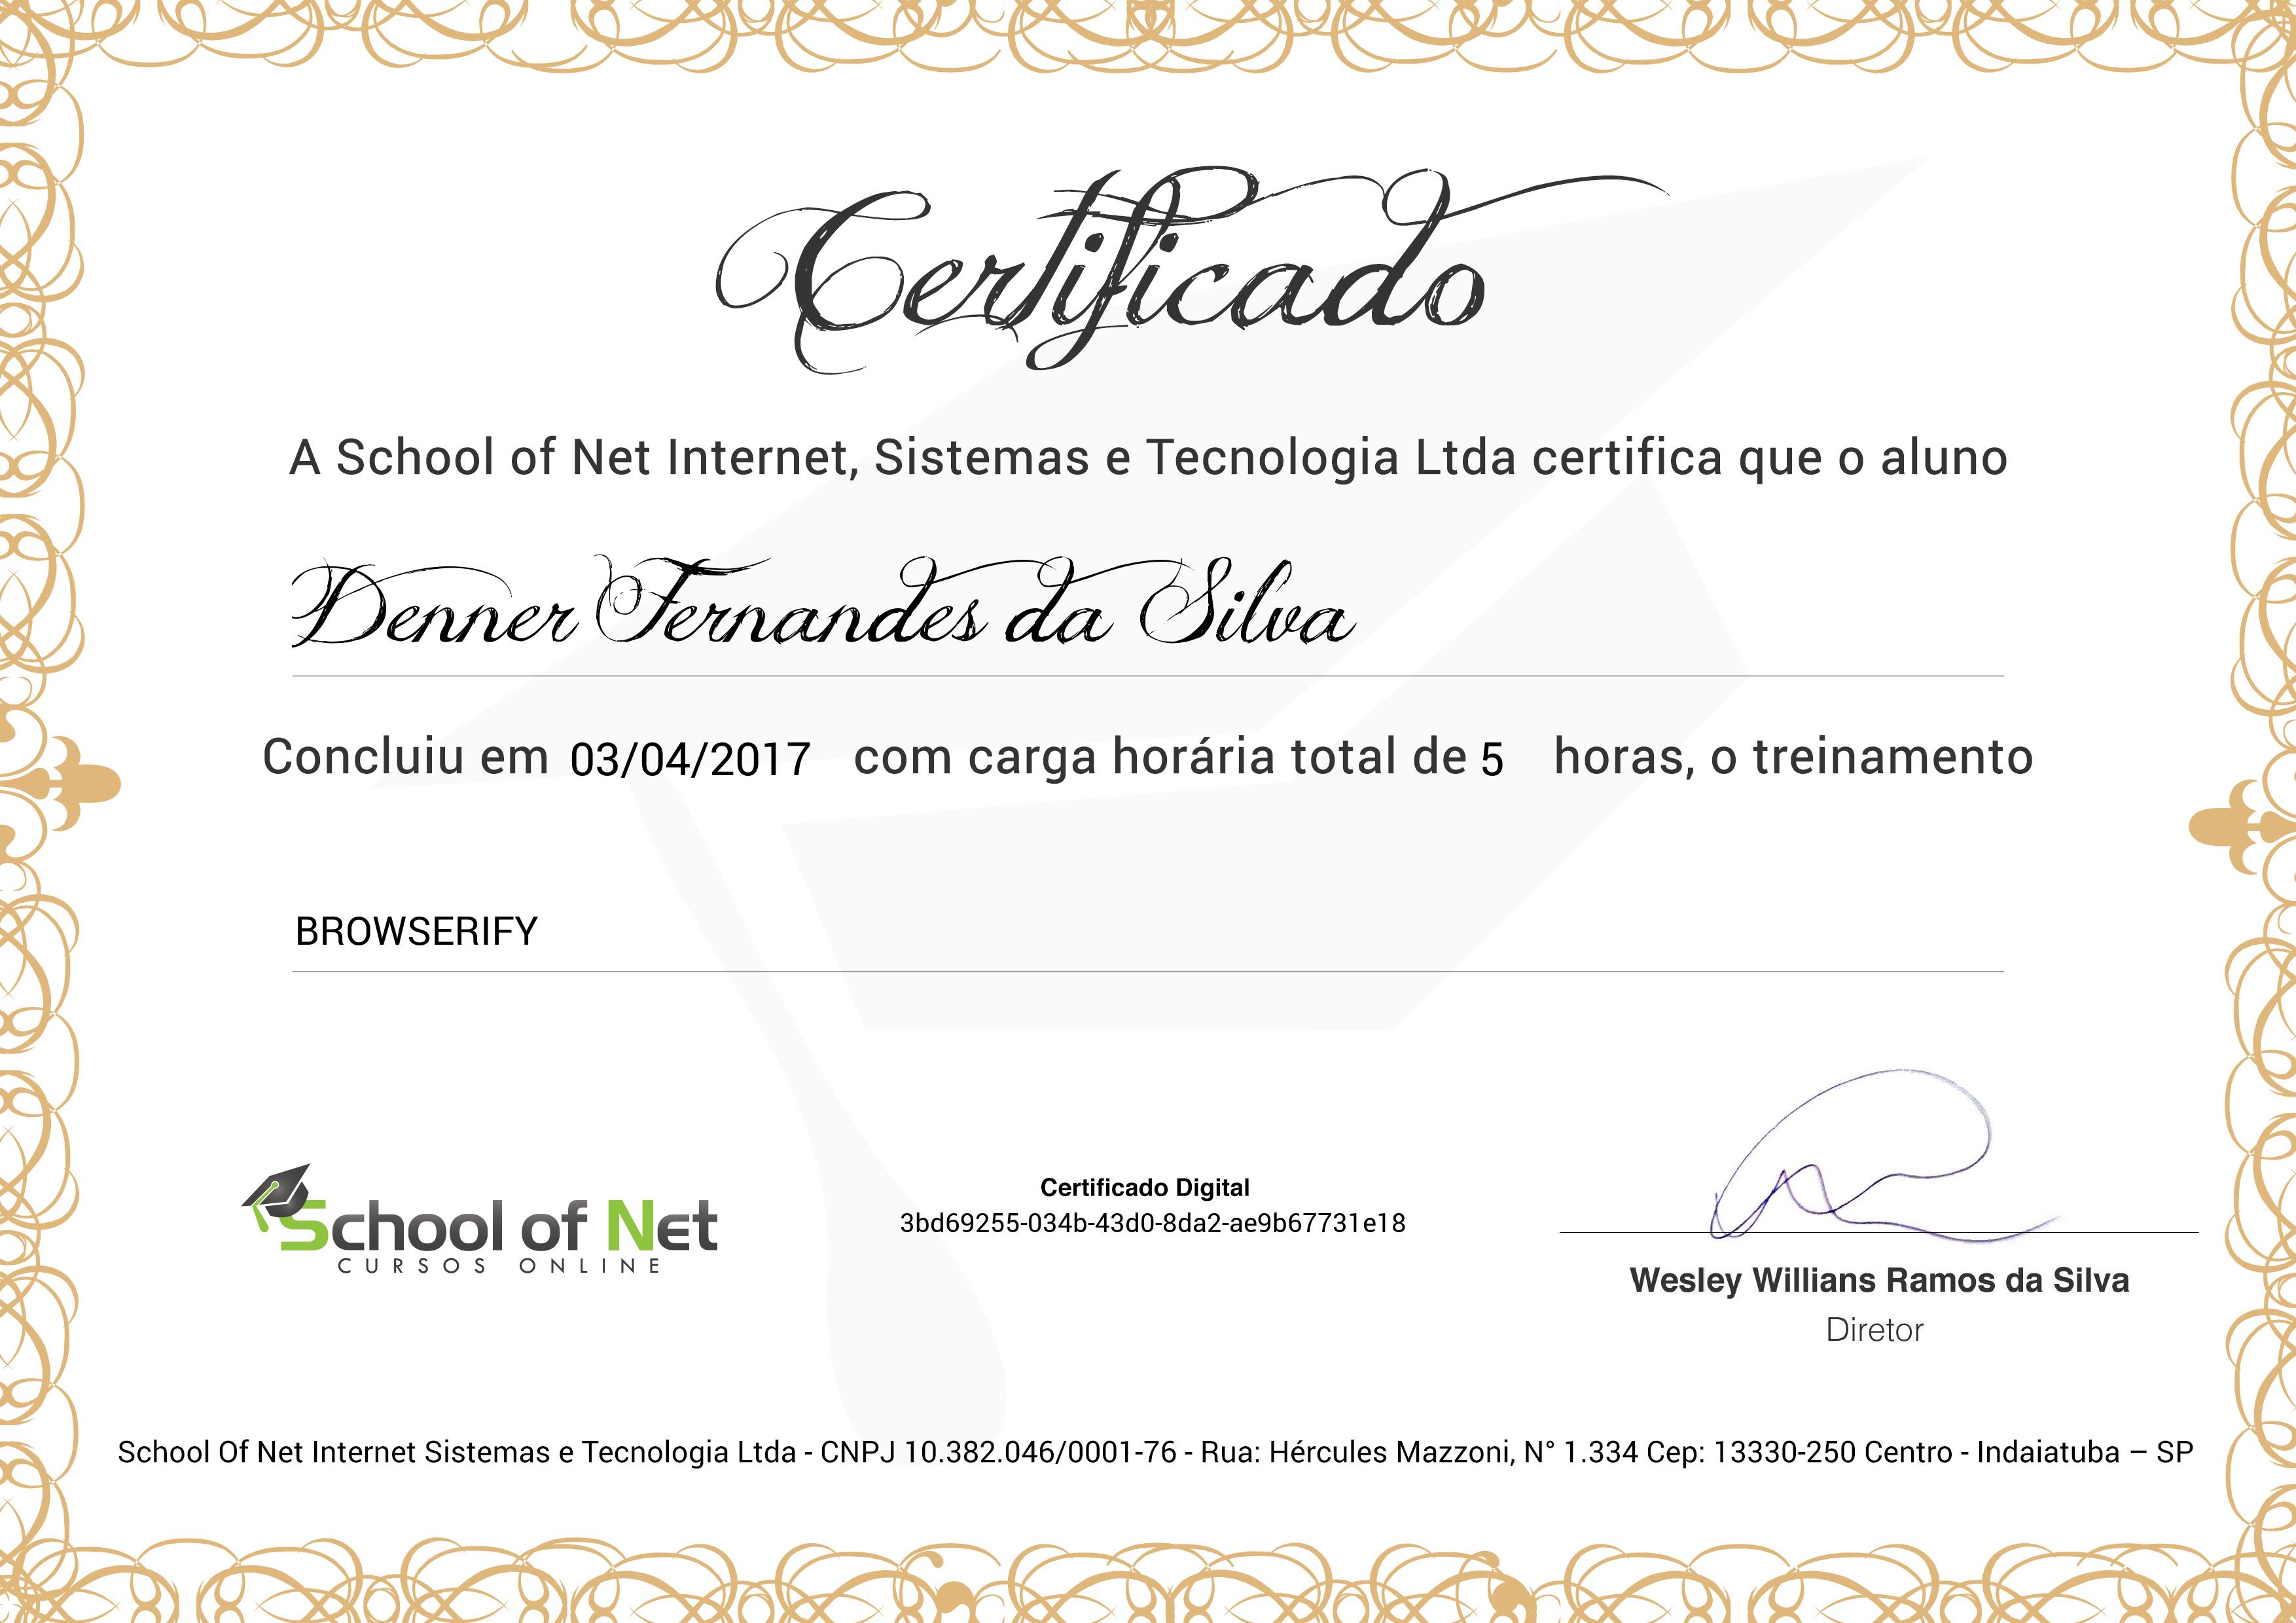 Certificado
A School of Net Internet, Sistemas e Tecnologia Ltda certifica que o aluno
Denner Fernandes da Silva
Concluiu em 03/04/2017 com carga horária total de 5 horas, o treinamento
BROWSERIFY
School of Net
CURSOS ONLINE
Certificado Digital
3bd69255-034b-43d0-8da2-ae9b67731e18
Wesley Willians Ramos da Silva
Diretor
School Of Net Internet Sistemas e Tecnologia Ltda - CNPJ 10.382.046/0001-76 - Rua: Hércules Mazzoni, N° 1.334 Cep: 13330-250 Centro - Indaiatuba – SP